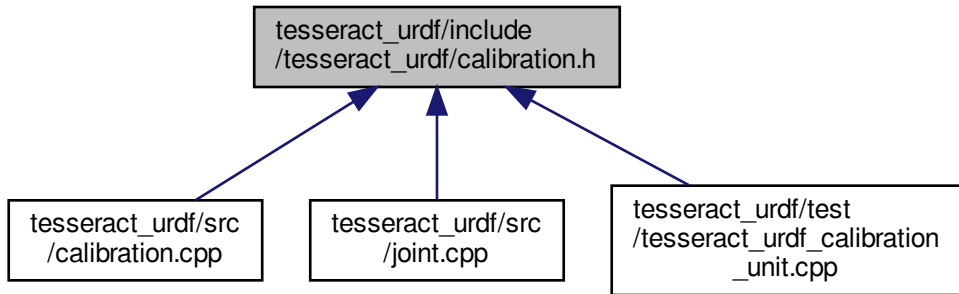 tesseract_urdf/include
/tesseract_urdf/calibration.h
tesseract_urdf/src
/calibration.cpp
tesseract_urdf/src
/joint.cpp
tesseract_urdf/test
/tesseract_urdf_calibration
_unit.cpp